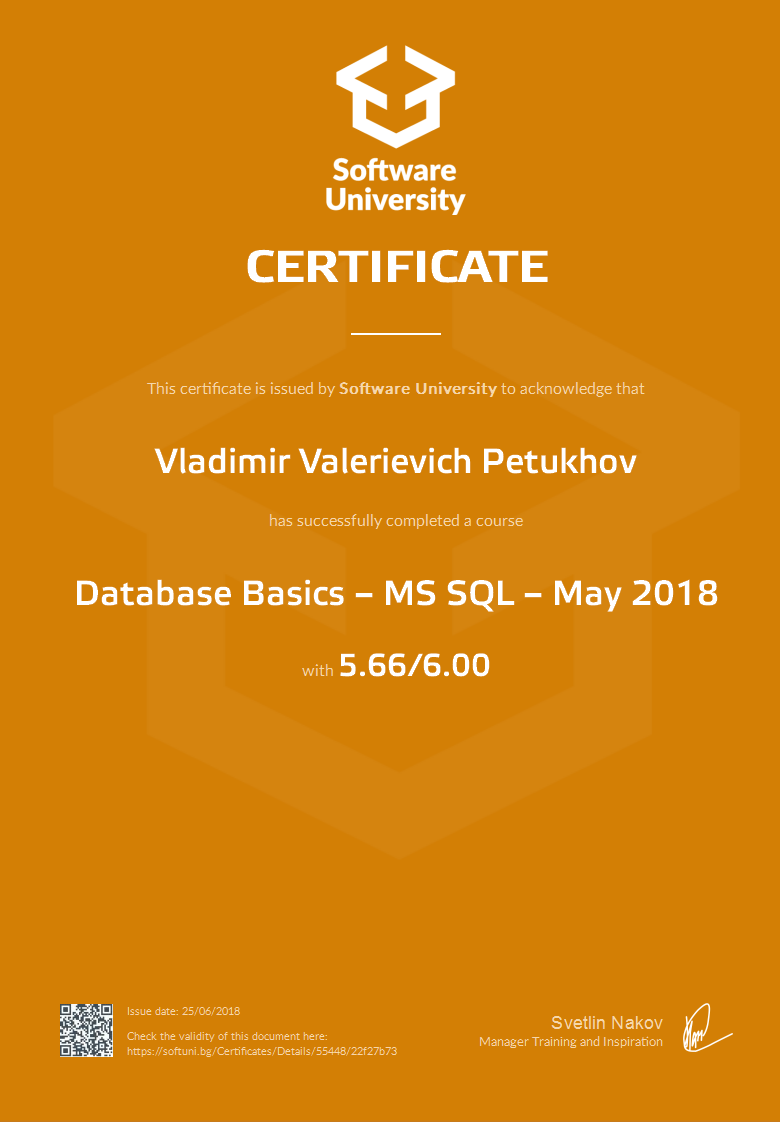 Software
University
CERTIFICATE
This certificate is issued by Software University to acknowledge that
Vladimir Valerievich Petukhov
has successfully completed a course
Database Basics – MS SQL – May 2018
with 5.66/6.00
Issue date: 25/06/2018
Check the validity of this document here:
https://softuni.bg/Certificates/Details/55448/22f27b73
Svetlin Nakov
Manager Training and Inspiration